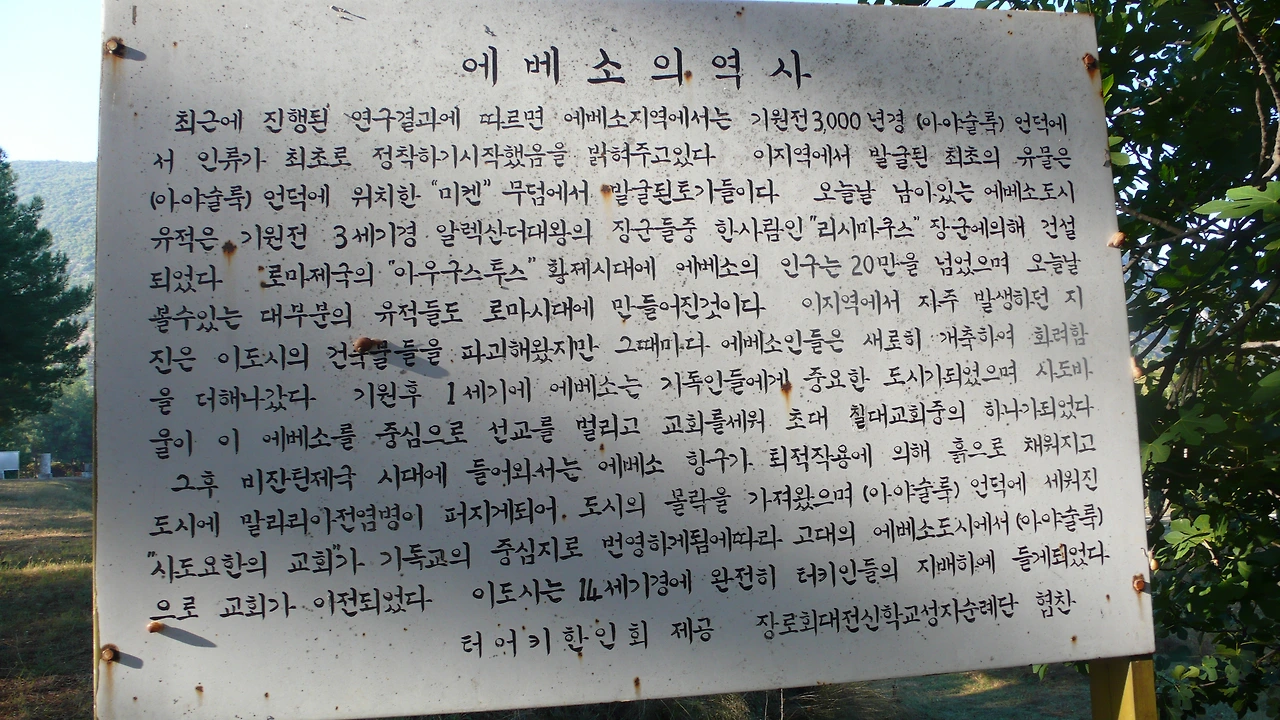 에베소의역사
최근에 진행된 연구결과에 따르면 에베소지역에서는 기원전3,000년경 (아야슬룩) 언덕에
서 인류가 최초로 정착하기시작했음을 밝혀주고있다 이지역에서 발굴된 최초의 유물은
(아야슬룩) 언덕에 위치한 "미켄" 무덤에서 발굴된토기들이다 오늘날 남아있는 에베소도시
유적은 기원전 3세기경 알렉산더대왕의 장군들중 한사람인 "리시마쿠스" 장군에의해 건설
되었다 로마제국의 "아우구스투스" 황제시대에 에베소의 인구는 20만을 넘었으며 오늘날
볼수있는 대부분의 유적들도 로마시대에 만들어진것이다 이지역에서 자주 발생하던 지
진은 이도시의 건축물들을 파괴해왔지만 그때마다 에베소인들은 새로히 개축하여 화려함
을 더해나갔다 기원후 1세기에 에베소는 기독인들에게 중요한 도시가되었으며 사도바
울이 이 에베소를 중심으로 선교를 벌리고 교회를세워 초대 칠대교회중의 하나가되었다
그후 비잔틴제국 시대에 들어와서는 에베소 항구가 퇴적작용에 의해 흙으로 채워지고
도시에 말라리아전염병이 퍼지게되어. 도시의 몰락을 가져왔으며 (아야슬룩) 언덕에 세워진
"사도요한의 교회"가 기독교의 중심지로 번영하게됨에따라 고대의 에베소도시에서 (아야슬룩)
으로 교회가 이전되었다 이도시는 14세기경에 완전히 터키인들의 지배하에 들게되었다
터어키한인회 제공 장로회대전신학교성지순례단 협찬